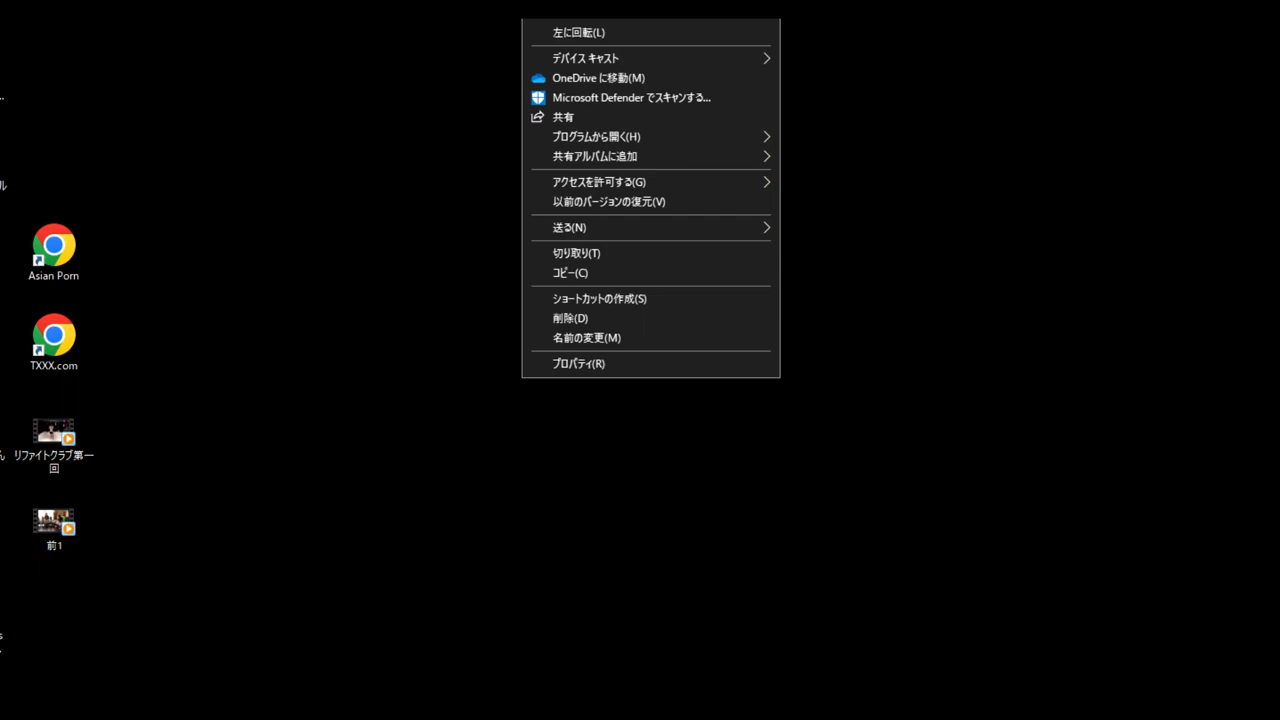 左に回転(L)
デバイス キャスト
OneDrive に移動(M)
Microsoft Defender でスキャンする...
共有
プログラムから開く(H)
共有アルバムに追加
アクセスを許可する(G)
以前のバージョンの復元(V)
送る(N)
切り取り(T)
コピー(C)
ショートカットの作成(S)
削除(D)
名前の変更(M)
プロパティ(R)
...
ル
Asian Porn
TXXX.com
ん
リファイトクラブ第一
回
前1
s